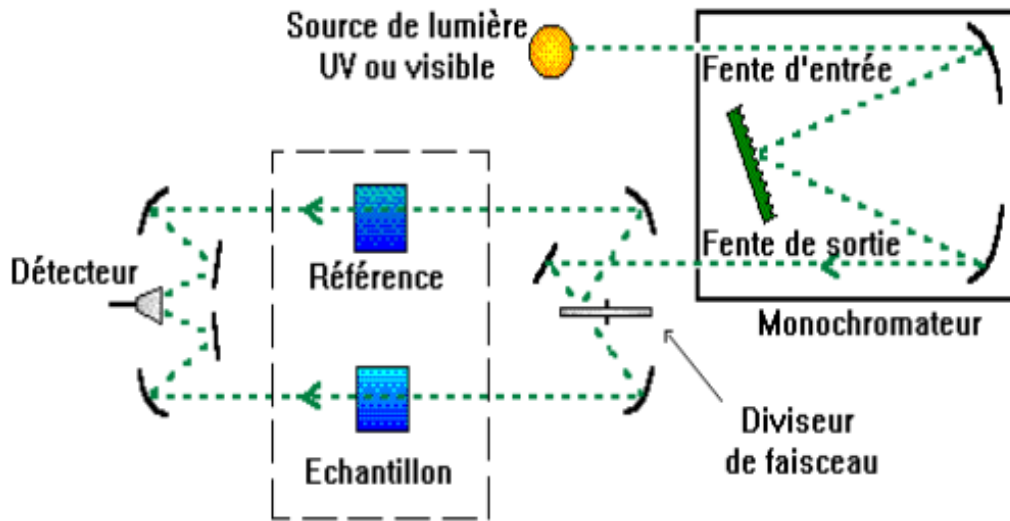 Source de lumière
UV ou visible
Fente d'entrée
Fente de sortie
Monochromateur
Référence
Détecteur
Echantillon
Diviseur
de faisceau